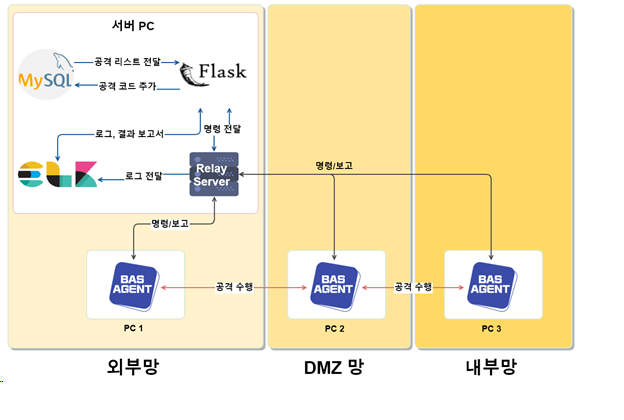 서버 PC
공격 리스트 전달
MySQL
Flask
공격 코드 추가
로그, 결과 보고서
명령 전달
Relay
Server
로그 전달
명령/보고
명령/보고
BAS
AGENT
공격 수행
BAS
AGENT
공격 수행
BAS
AGENT
PC 1
PC 2
PC 3
외부망
DMZ 망
내부망